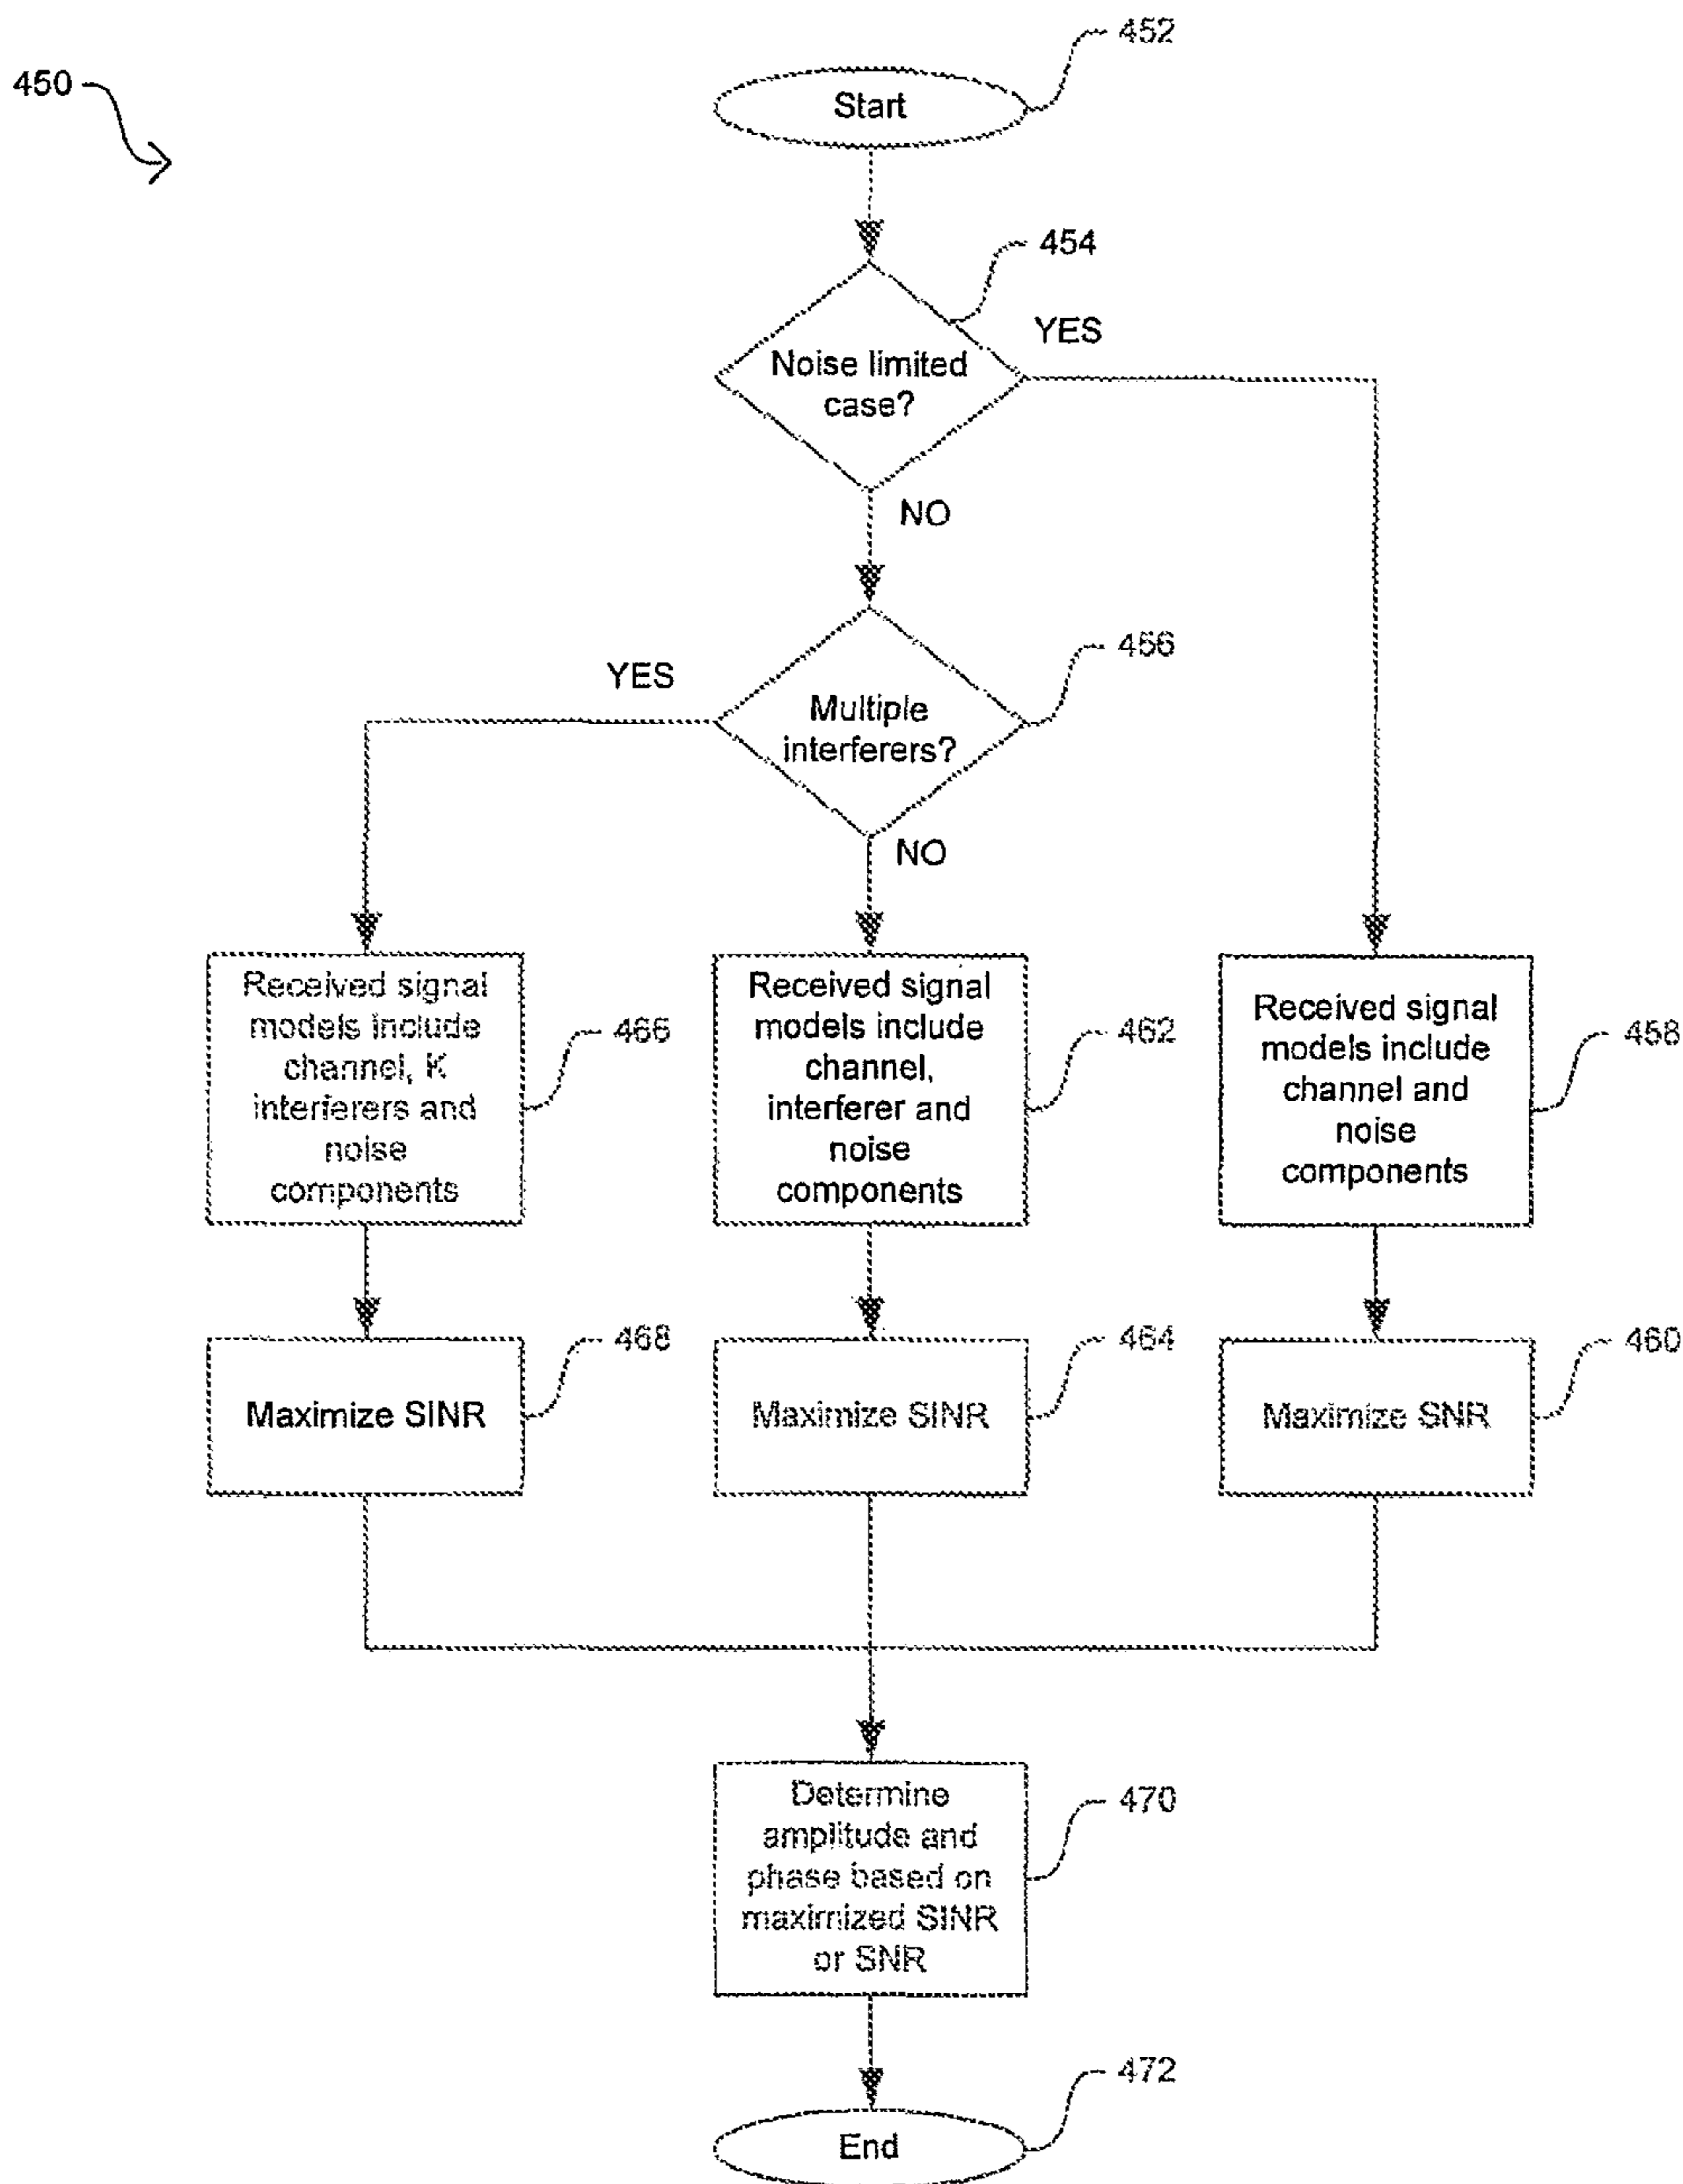 452
450
Start
454
YES
Noise limited
case?
NO
456
YES
Multiple
interferers?
NO
Received signal
models include
channel, K
interferers and
noise
components
466
Received signal
models include
channel,
interferer and
noise
components
462
Received signal
models include
channel and
noise
components
458
468
Maximize SINR
464
Maximize SINR
460
Maximize SNR
Determine
amplitude and
phase based on
maximized SINR
or SNR
470
472
End